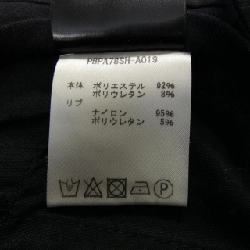 PBPA785H-A019
本体 ポリエステル 92%
ポリウレタン 8%
リブ
ナイロン 95%
ポリウレタン 5%